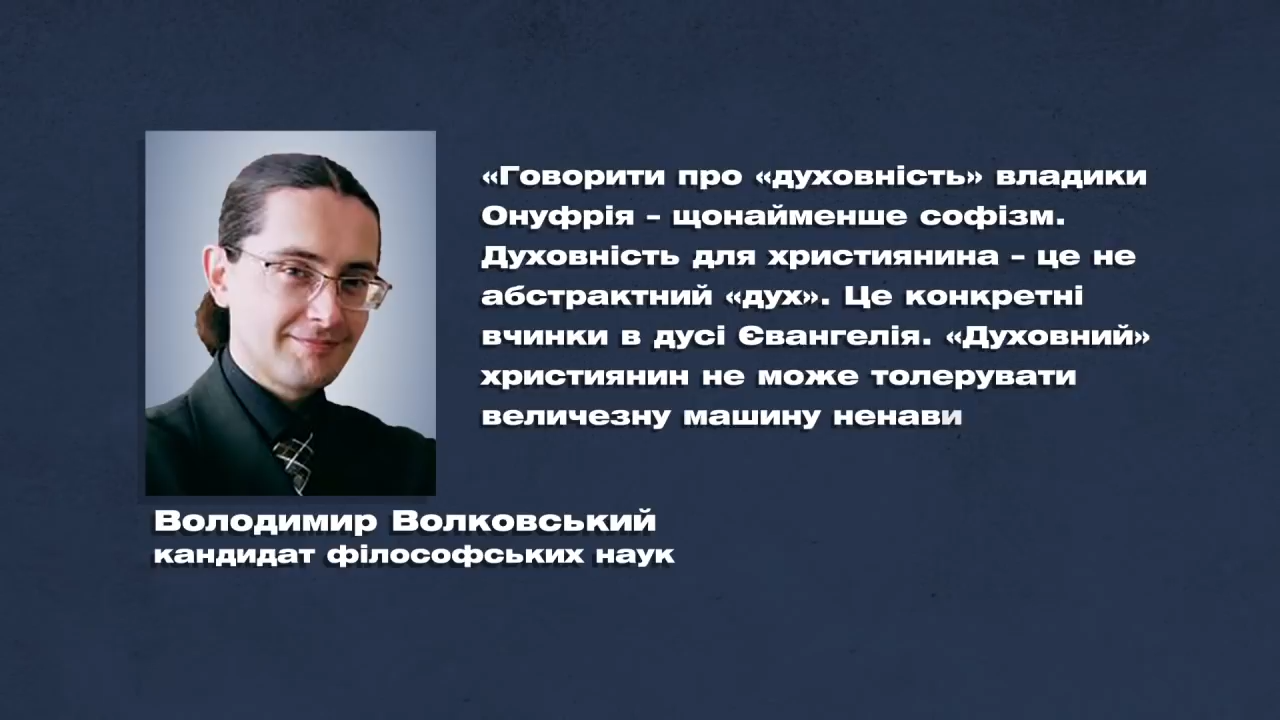 «Говорити про «духовність» владики
Онуфрія – щонайменше софізм.
Духовність для християнина – це не
абстрактний «дух». Це конкретні
вчинки в дусі Євангелія. «Духовний»
християнин не може толерувати
величезну машину ненави
Володимир Волковський
кандидат філософських наук